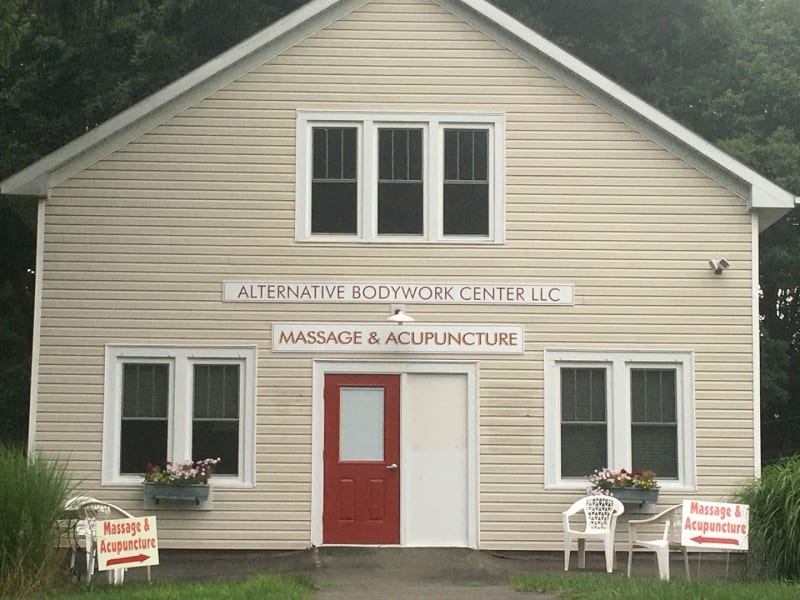 ALTERNATIVE BODYWORK CENTER LLC
MASSAGE & ACUPUNCTURE
Massage &
Acupuncture
Massage &
Acupuncture